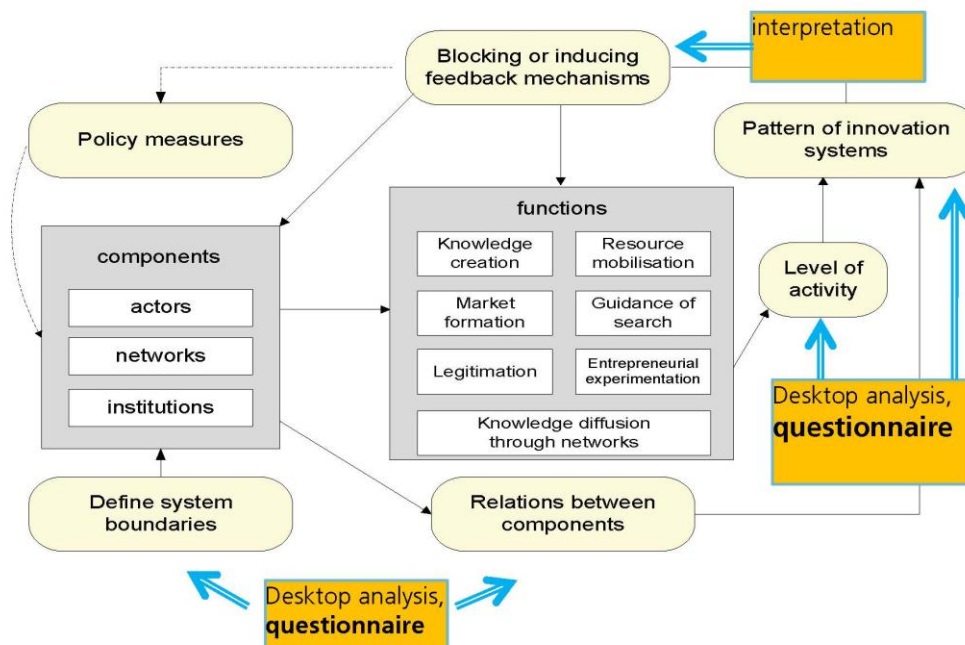 interpretation
Blocking or inducing
feedback mechanisms
Policy measures
Pattern of innovation
systems
components
actors
networks
institutions
functions
Knowledge
creation
Resource
mobilisation
Market
formation
Guidance of
search
Legitimation
Entrepreneurial
experimentation
Knowledge diffusion
through networks
Level of
activity
Desktop analysis,
questionnaire
Define system
boundaries
Relations between
components
Desktop analysis,
questionnaire